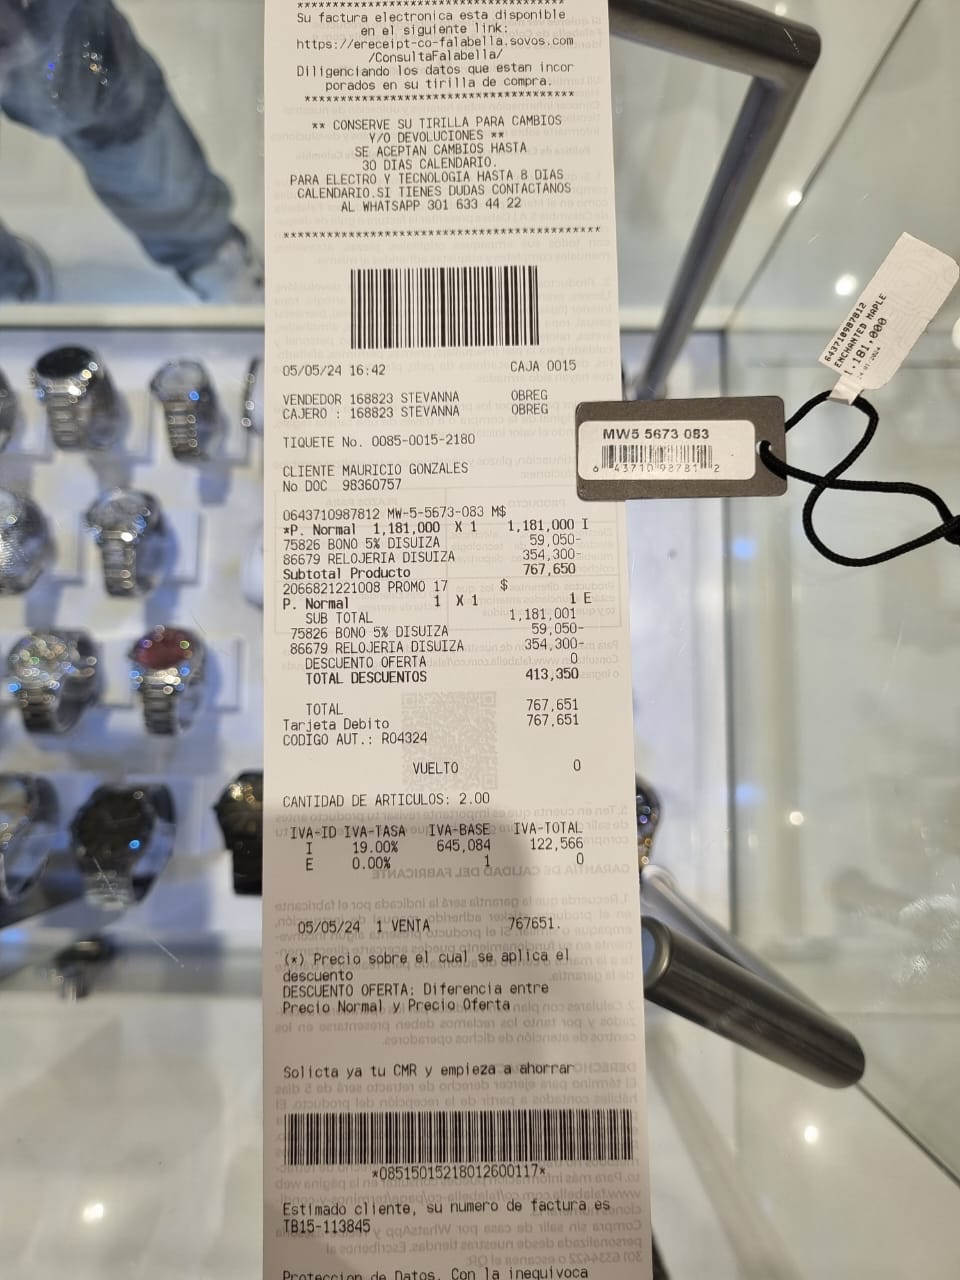 Su factura electronica esta disponible
en el siguiente link:
https://ereceipt-co-falabella.sovos.com
/ConsultaFalabella/
Diligenciando los datos que estan incor
porados en su tirilla de compra.
***************************************
** CONSERVE SU TIRILLA PARA CAMBIOS
Y/O DEVOLUCIONES **
SE ACEPTAN CAMBIOS HASTA
30 DIAS CALENDARIO.
PARA ELECTRO Y TECNOLOGIA HASTA 8 DIAS
CALENDARIO.SI TIENES DUDAS CONTACTANOS
AL WHATSAPP 301 633 44 22
***************************************
05/05/24 16:42 CAJA 0015
VENDEDOR 168823 STEVANNA OBREG
CAJERO : 168823 STEVANNA OBREG
TIQUETE No. 0085-0015-2180
CLIENTE MAURICIO GONZALES
No DOC 98360757
0643710987812 MW-5-5673-083 M$
*P. Normal 1,181,000 X 1 1,181,000 I
75826 BONO 5% DISUIZA 59,050-
86679 RELOJERIA DISUIZA 354,300-
Subtotal Producto 767,650
2066821221008 PROMO 17 $
P. Normal 1 X 1 1 E
SUB TOTAL 1,181,001
75826 BONO 5% DISUIZA 59,050-
86679 RELOJERIA DISUIZA 354,300-
DESCUENTO OFERTA 0
TOTAL DESCUENTOS 413,350
TOTAL 767,651
Tarjeta Debito 767,651
CODIGO AUT.: R04324
VUELTO 0
CANTIDAD DE ARTICULOS: 2.00
IVA-ID IVA-TASA IVA-BASE IVA-TOTAL
I 19.00% 645,084 122,566
E 0.00% 1 0
05/05/24 1 VENTA 767651.
(*) Precio sobre el cual se aplica el
descuento
DESCUENTO OFERTA: Diferencia entre
Precio Normal y Precio Oferta
Solicta ya tu CMR y empieza a ahorrar
*08515015218012600117*
Estimado cliente, su numero de factura es
TB15-113845
Proteccion de Datos. Con la inequivoca
MW5 5673 083
6 43710 98781 2
643710987812
ENCHANTED MAPLE
1,181,000